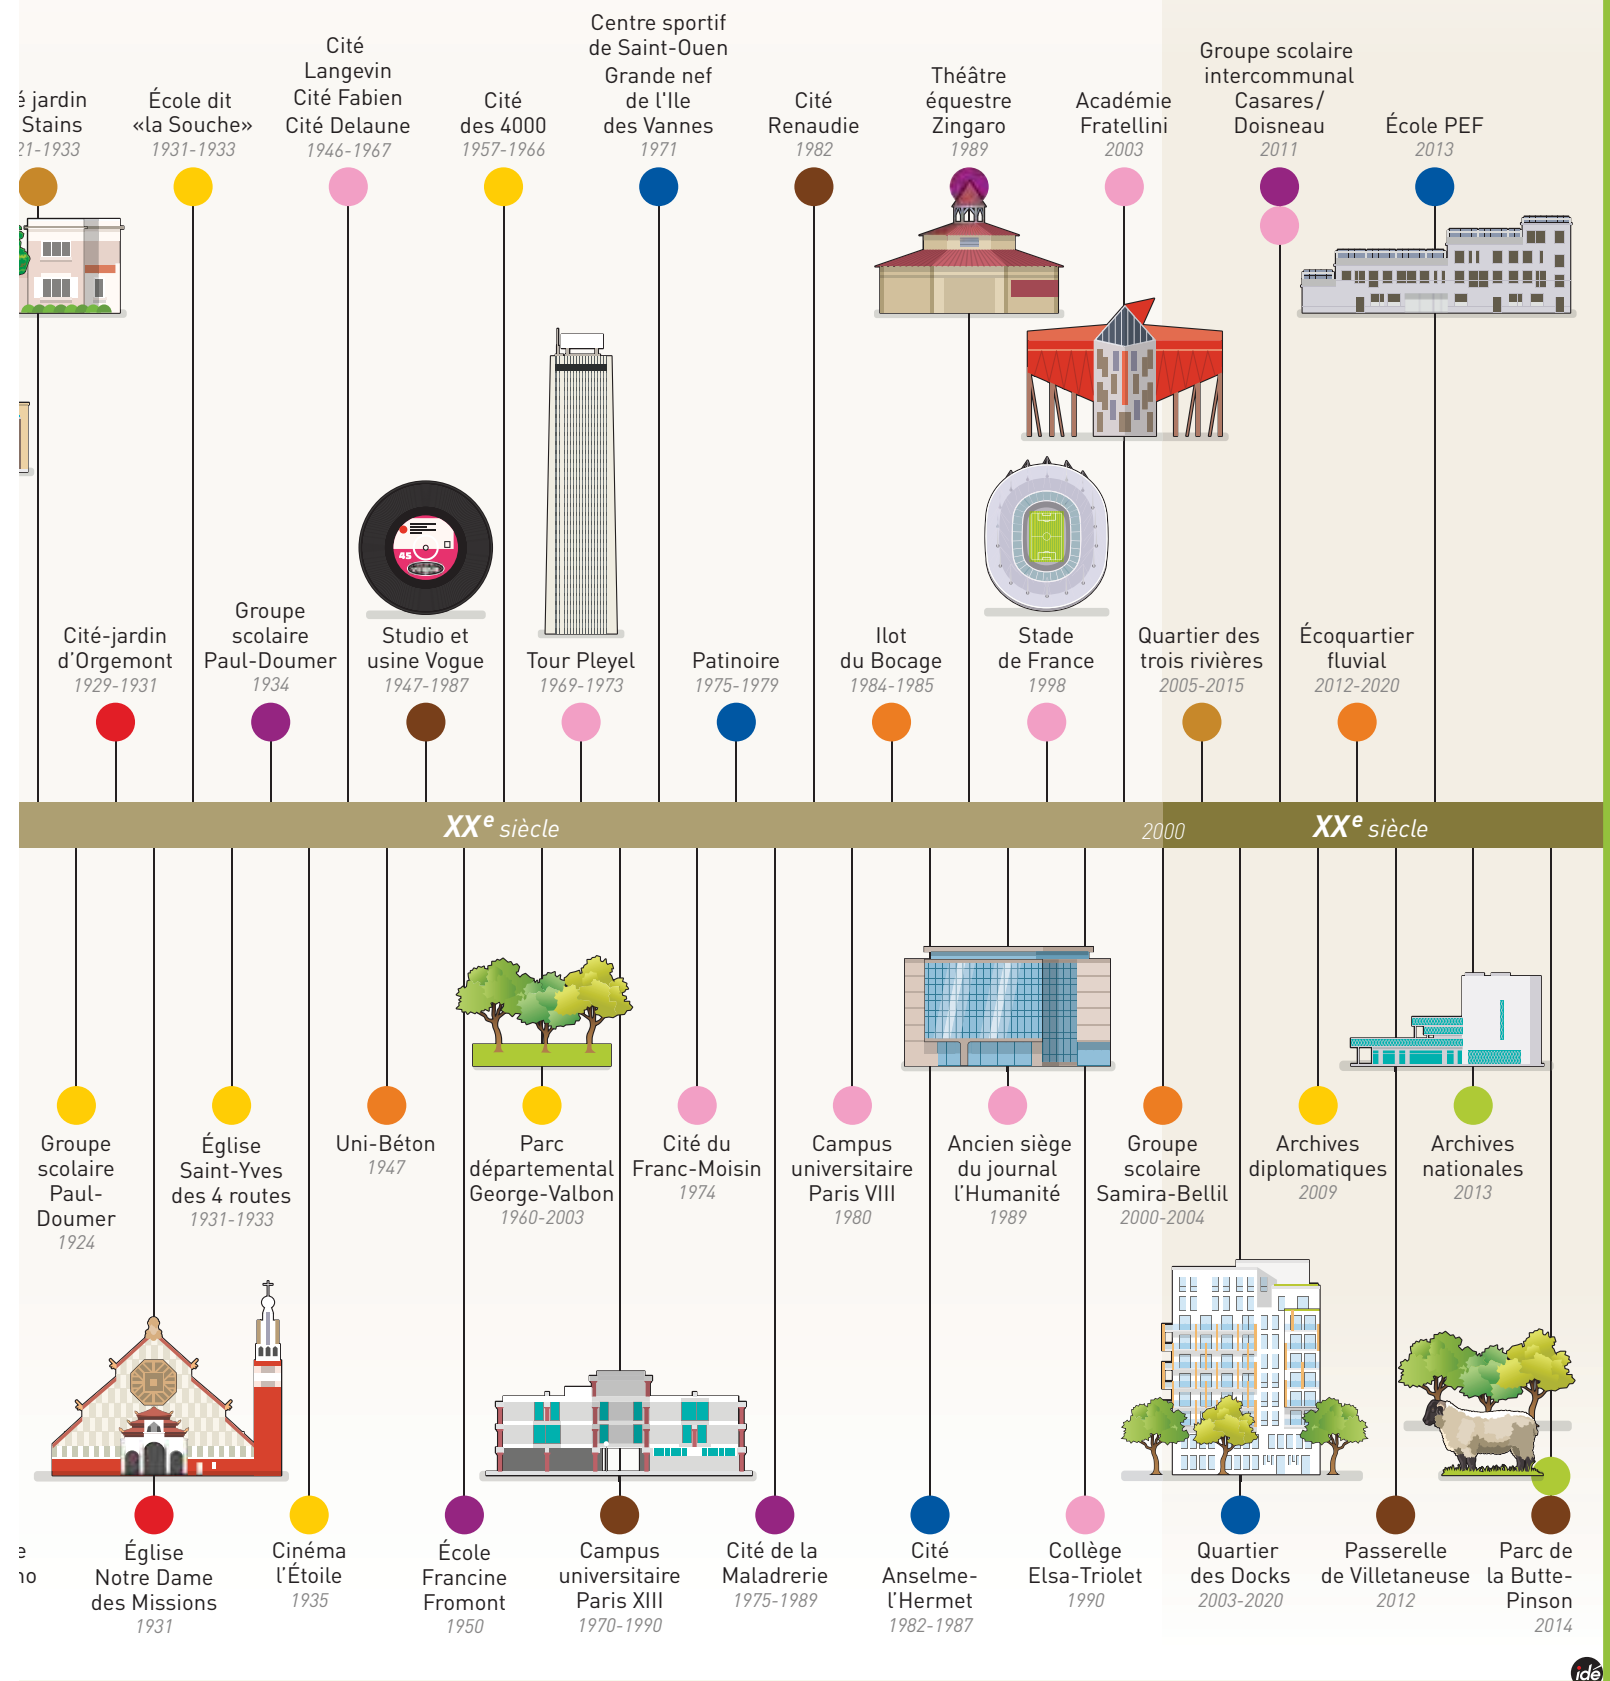 é jardin
Stains
21-1933
École dit
«la Souche»
1931-1933
Cité
Langevin
Cité Fabien
Cité Delaune
1946-1967
Cité
des 4000
1957-1966
Centre sportif
de Saint-Ouen
Grande nef
de l'Ile
des Vannes
1971
Cité
Renaudie
1982
Théâtre
équestre
Zingaro
1989
Académie
Fratellini
2003
Groupe scolaire
intercommunal
Casares/
Doisneau
2011
École PEF
2013
45
Cité-jardin
d'Orgemont
1929-1931
Groupe
scolaire
Paul-Doumer
1934
Studio et
usine Vogue
1947-1987
Tour Pleyel
1969-1973
Patinoire
1975-1979
Ilot
du Bocage
1984-1985
Stade
de France
1998
Quartier des
trois rivières
2005-2015
Écoquartier
fluvial
2012-2020
XXe siècle
2000
XXe siècle
Groupe
scolaire
Paul-
Doumer
1924
Église
Saint-Yves
des 4 routes
1931-1933
Uni-Béton
1947
Parc
départemental
George-Valbon
1960-2003
Cité du
Franc-Moisin
1974
Campus
universitaire
Paris VIII
1980
Ancien siège
du journal
l'Humanité
1989
Groupe
scolaire
Samira-Bellil
2000-2004
Archives
diplomatiques
2009
Archives
nationales
2013
e
no
Église
Notre Dame
des Missions
1931
Cinéma
l'Étoile
1935
École
Francine
Fromont
1950
Campus
universitaire
Paris XIII
1970-1990
Cité de la
Maladrerie
1975-1989
Cité
Anselme-
l'Hermet
1982-1987
Collège
Elsa-Triolet
1990
Quartier
des Docks
2003-2020
Passerelle
de Villetaneuse
2012
Parc de
la Butte-
Pinson
2014
idé